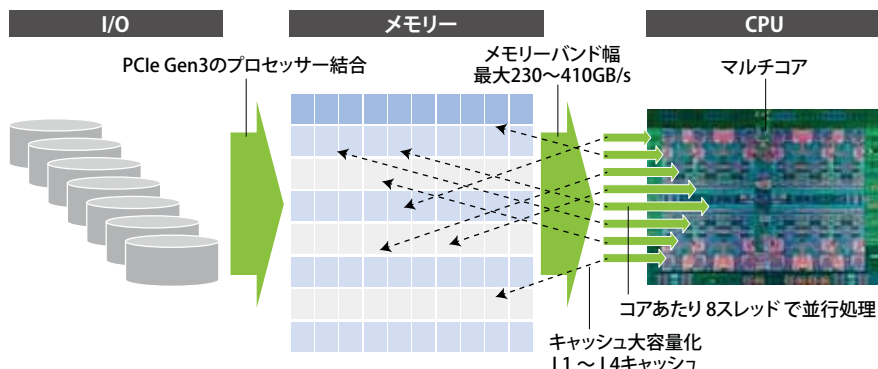 I/O
メモリー
CPU
PCIe Gen3のプロセッサー結合
メモリーバンド幅
最大230～410GB/s
マルチコア
コアあたり 8スレッド で並行処理
キャッシュ大容量化
L1 ～ L4キャッシュ